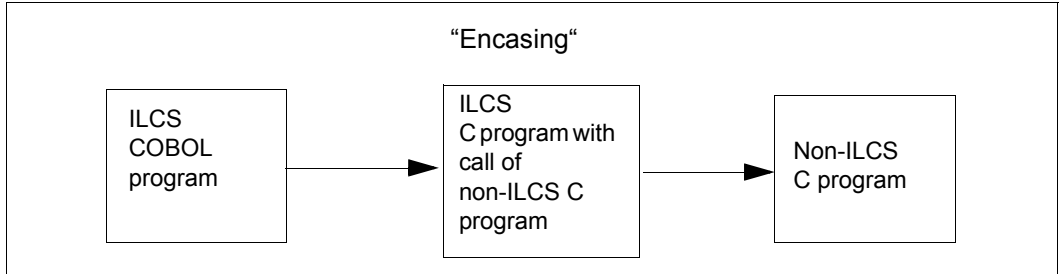 “Encasing“
ILCS
COBOL
program
ILCS
C program with
call of
non-ILCS C
program
Non-ILCS
C program